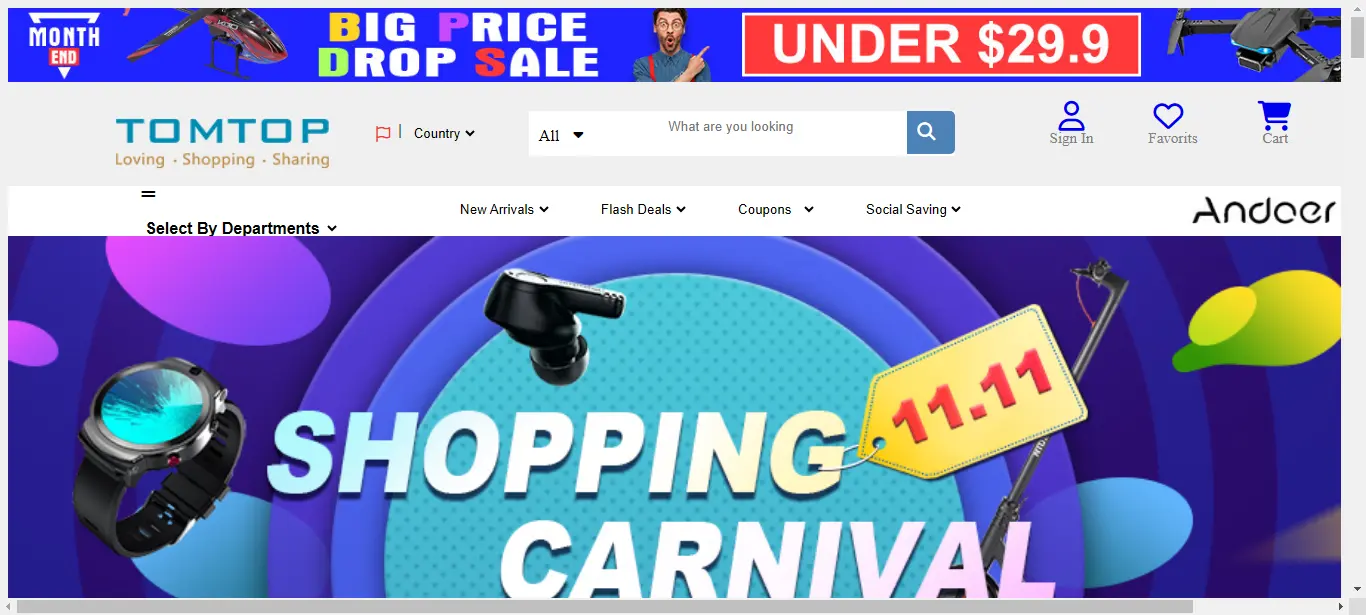 MONTH
END
BIG PRICE
DROP SALE
UNDER $29.9
TOMTOP
Loving · Shopping · Sharing
| Country
All
What are you looking
Sign In
Favorits
Cart
Select By Departments
New Arrivals
Flash Deals
Coupons
Social Saving
Andoer
11.11
SHOPPING
CARNIVAL